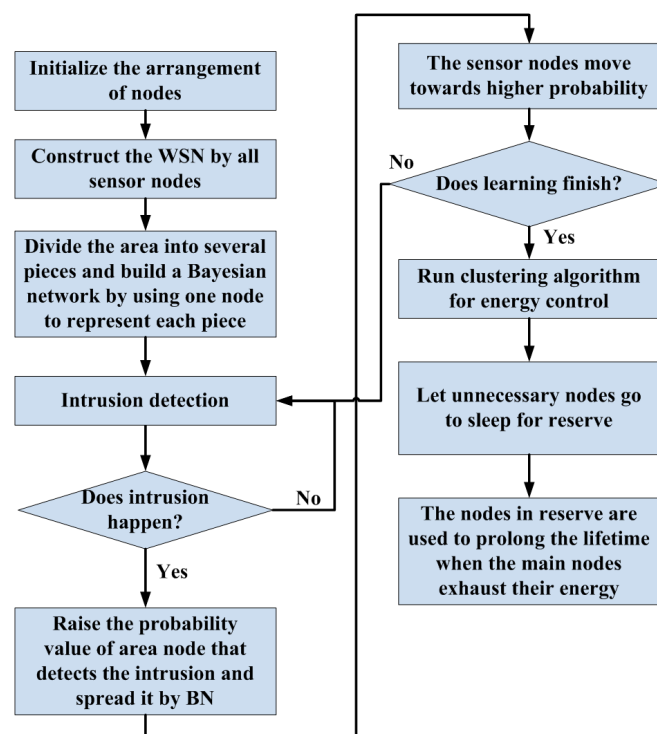 Initialize the arrangement
of nodes
Construct the WSN by all
sensor nodes
Divide the area into several
pieces and build a Bayesian
network by using one node
to represent each piece
Intrusion detection
Does intrusion
happen?
No
Yes
Raise the probability
value of area node that
detects the intrusion and
spread it by BN
The sensor nodes move
towards higher probability
No
Does learning finish?
Yes
Run clustering algorithm
for energy control
Let unnecessary nodes go
to sleep for reserve
The nodes in reserve are
used to prolong the lifetime
when the main nodes
exhaust their energy